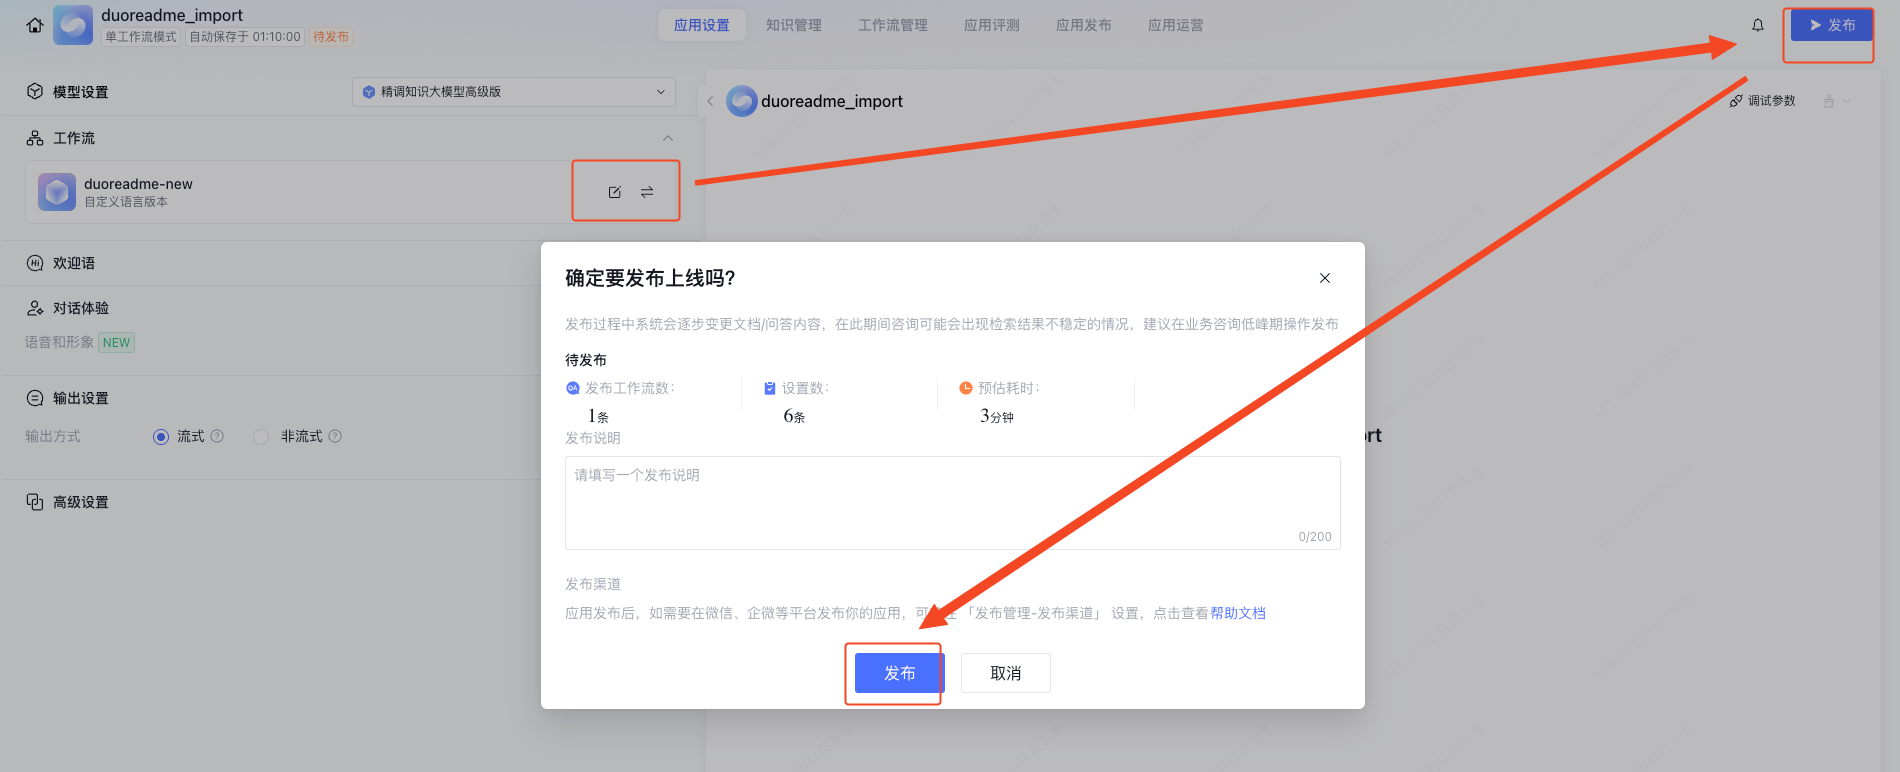 duoreadme_import
单工作流模式 自动保存于 01:10:00 待发布
应用设置 知识管理 工作流管理 应用评测 应用发布 应用运营
发布
模型设置
精调知识大模型高级版
工作流
duoreadme-new
自定义语言版本
欢迎语
对话体验
语音和形象 NEW
输出设置
输出方式 流式 非流式
高级设置
duoreadme_import
调试参数
确定要发布上线吗?
发布过程中系统会逐步变更文档/问答内容，在此期间咨询可能会出现检索结果不稳定的情况，建议在业务咨询低峰期操作发布
待发布
发布工作流数: 设置数: 预估耗时:
1条 6条 3分钟
发布说明
请填写一个发布说明
0/200
发布渠道
应用发布后，如需要在微信、企微等平台发布你的应用，可 「发布管理-发布渠道」 设置，点击查看帮助文档
发布 取消